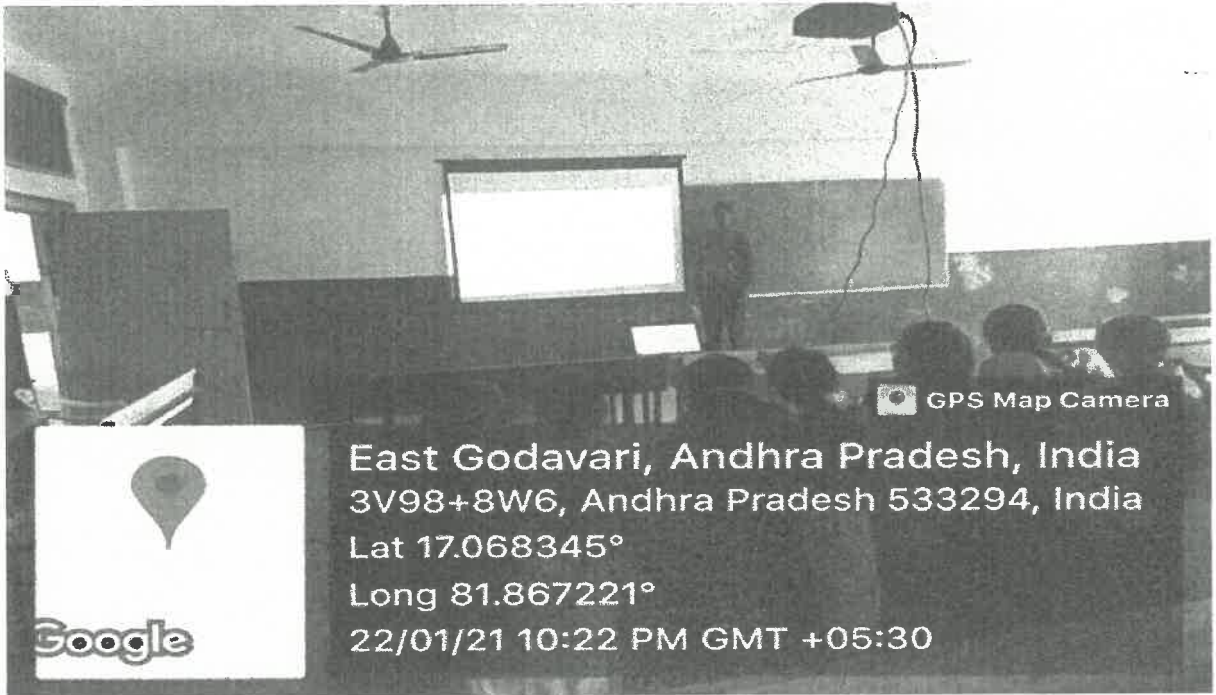 GPS Map Camera
East Godavari, Andhra Pradesh, India
3V98+8W6, Andhra Pradesh 533294, India
Lat 17.068345°
Long 81.867221°
22/01/21 10:22 PM GMT +05:30
Google